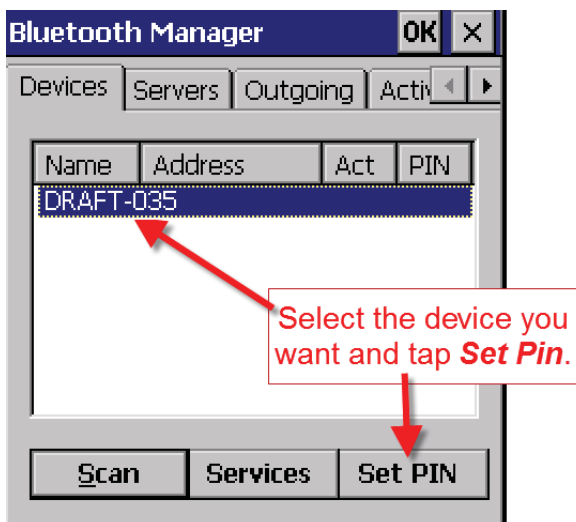 Bluetooth Manager OK ×
Devices Servers Outgoing Activ
Name Address Act PIN
DRAFT-035
Select the device you
want and tap Set Pin.
Scan Services Set PIN